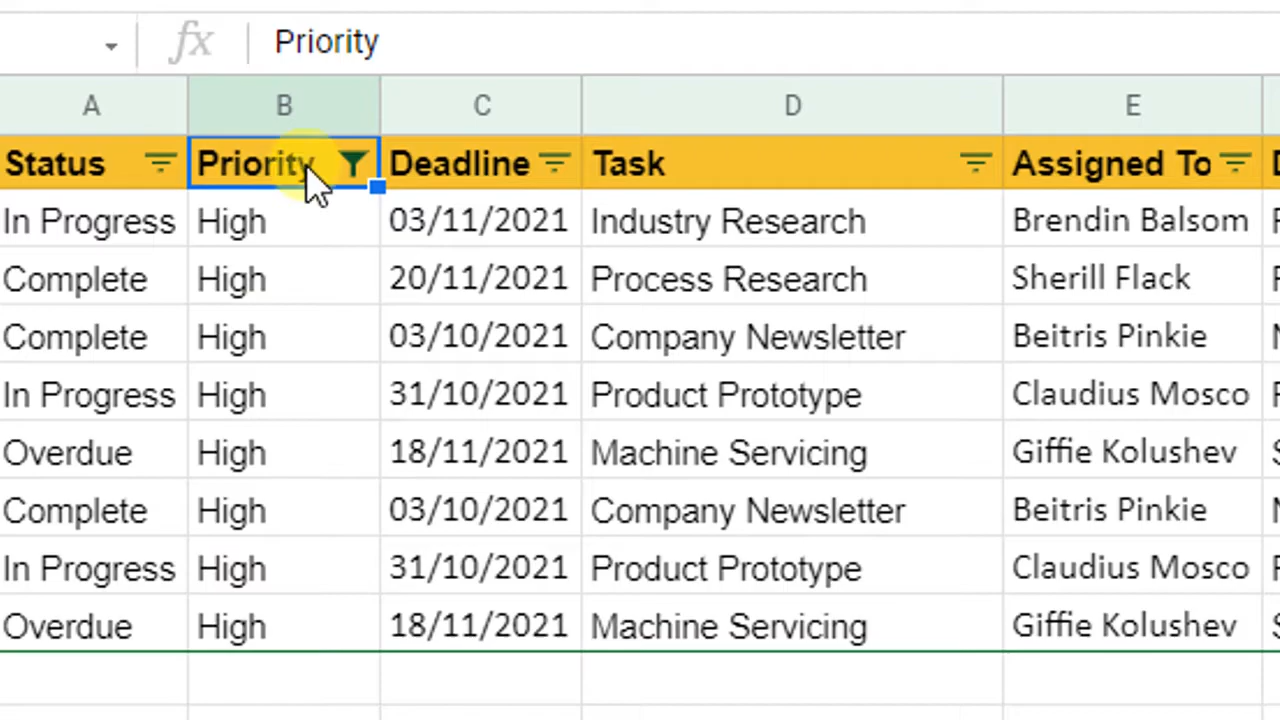 fx Priority
A B C D E
Status Priority Deadline Task Assigned To
In Progress High 03/11/2021 Industry Research Brendin Balsom
Complete High 20/11/2021 Process Research Sherill Flack
Complete High 03/10/2021 Company Newsletter Beitris Pinkie
In Progress High 31/10/2021 Product Prototype Claudius Mosco
Overdue High 18/11/2021 Machine Servicing Giffie Kolushev
Complete High 03/10/2021 Company Newsletter Beitris Pinkie
In Progress High 31/10/2021 Product Prototype Claudius Mosco
Overdue High 18/11/2021 Machine Servicing Giffie Kolushev